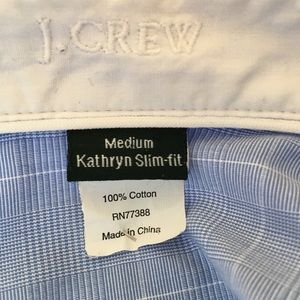 J.CREW
Medium
Kathryn Slim-fit
100% Cotton
RN77388
Made in China